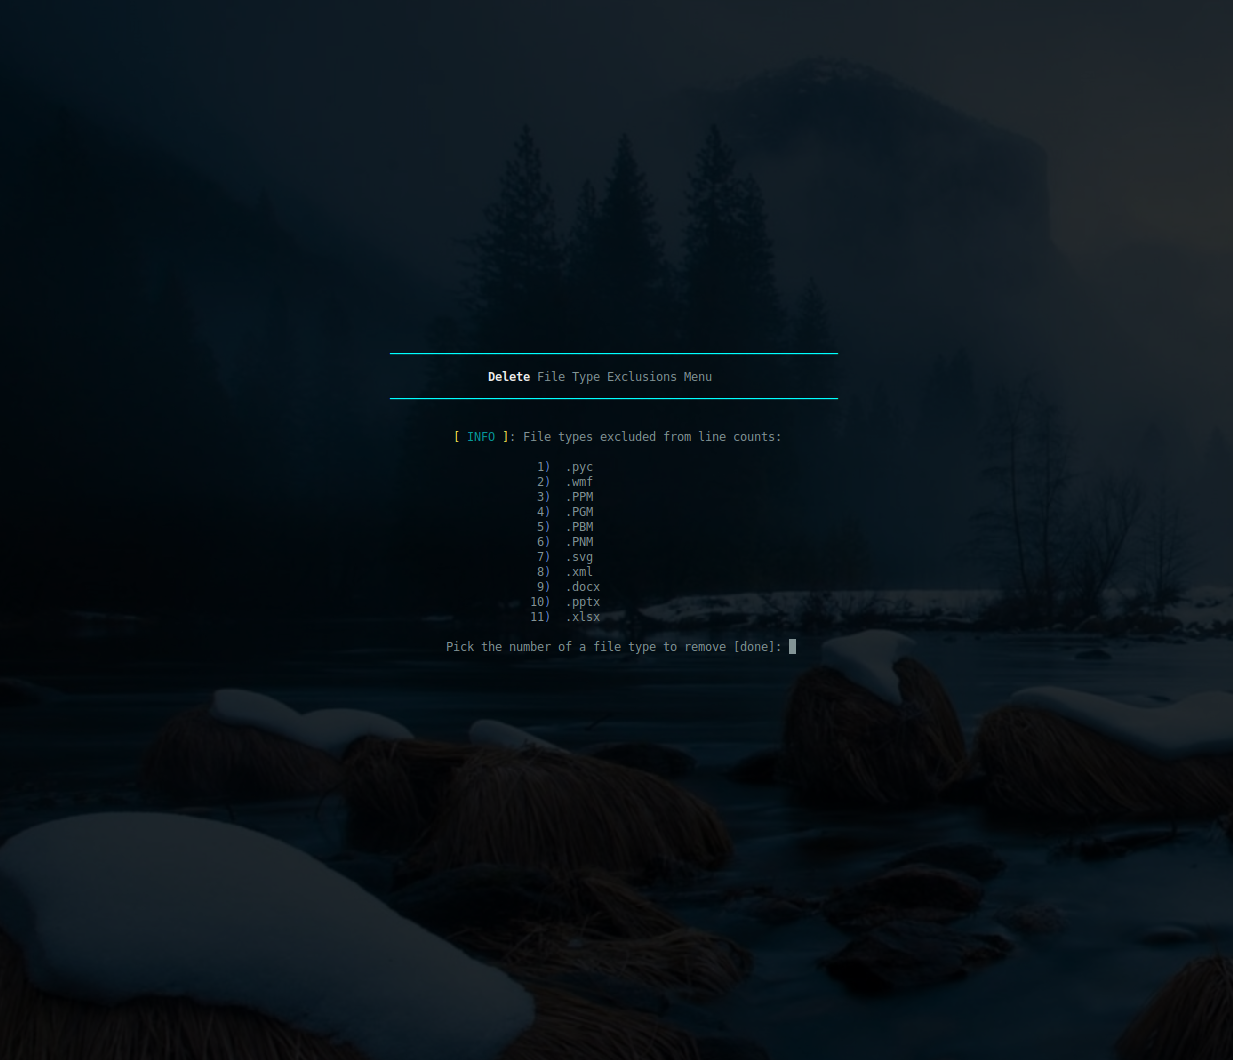 Delete File Type Exclusions Menu
[ INFO ]: File types excluded from line counts:
1) .pyc
2) .wmf
3) .PPM
4) .PGM
5) .PBM
6) .PNM
7) .svg
8) .xml
9) .docx
10) .pptx
11) .xlsx
Pick the number of a file type to remove [done]: